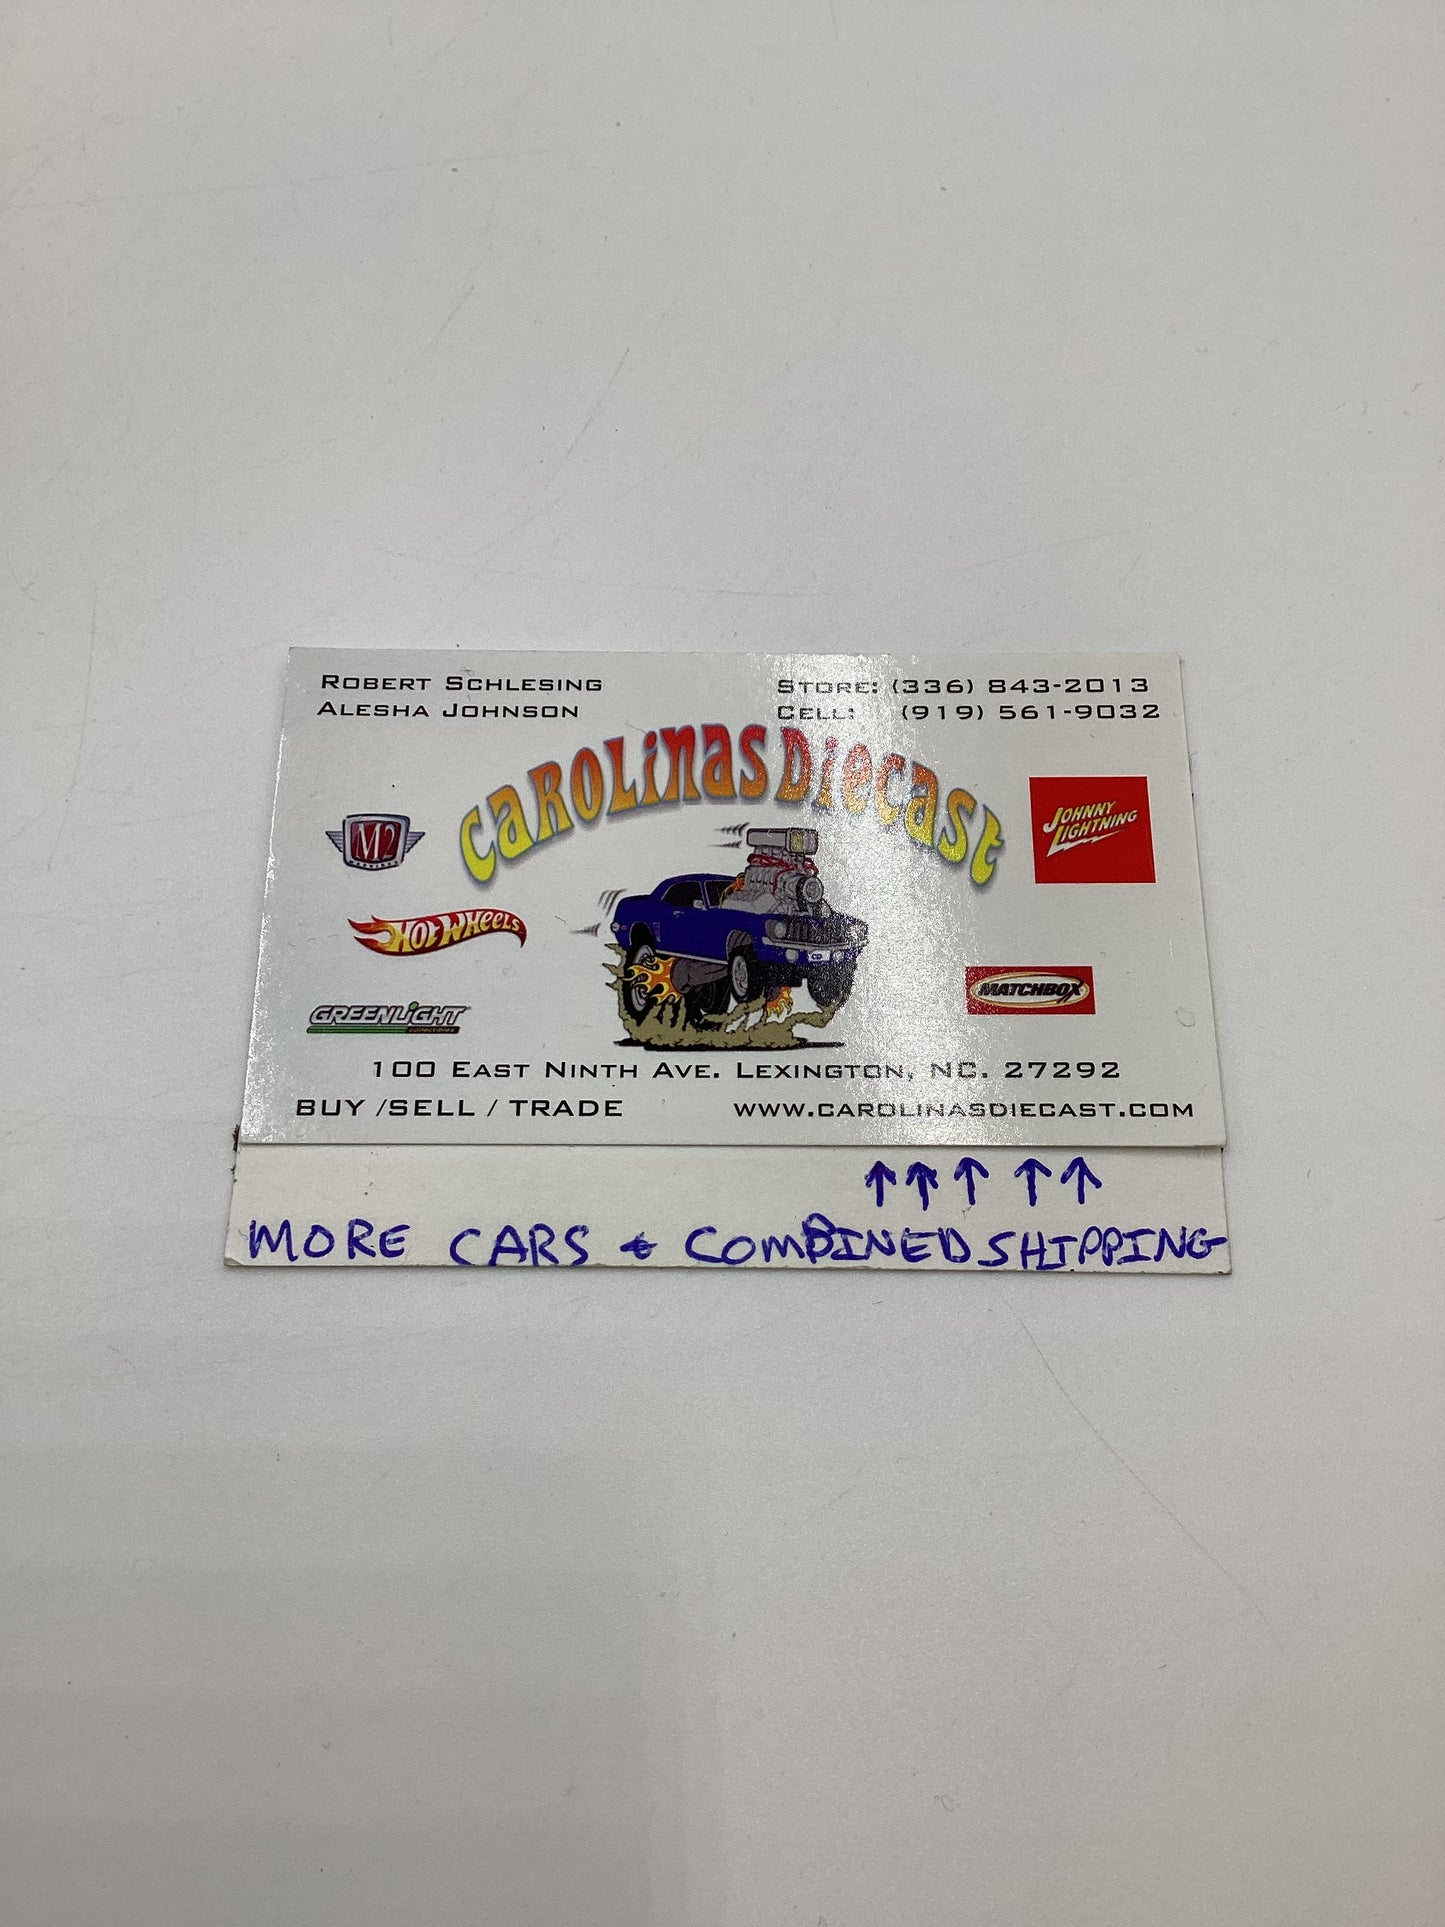 ROBERT SCHLESING
ALESHA JOHNSON
STORE: (336) 843-2013
CELL: (919) 561-9032
CAROLINAS DIECAST
M2
MACHINES
JOHNNY
LIGHTNING
HOT WHEELS
MATCHBOX
GREENLIGHT
collectibles
100 EAST NINTH AVE. LEXINGTON, NC. 27292
BUY /SELL / TRADE
WWW.CAROLINASDIECAST.COM
↑ ↑ ↑ ↑ ↑
MORE CARS & COMBINED SHIPPING